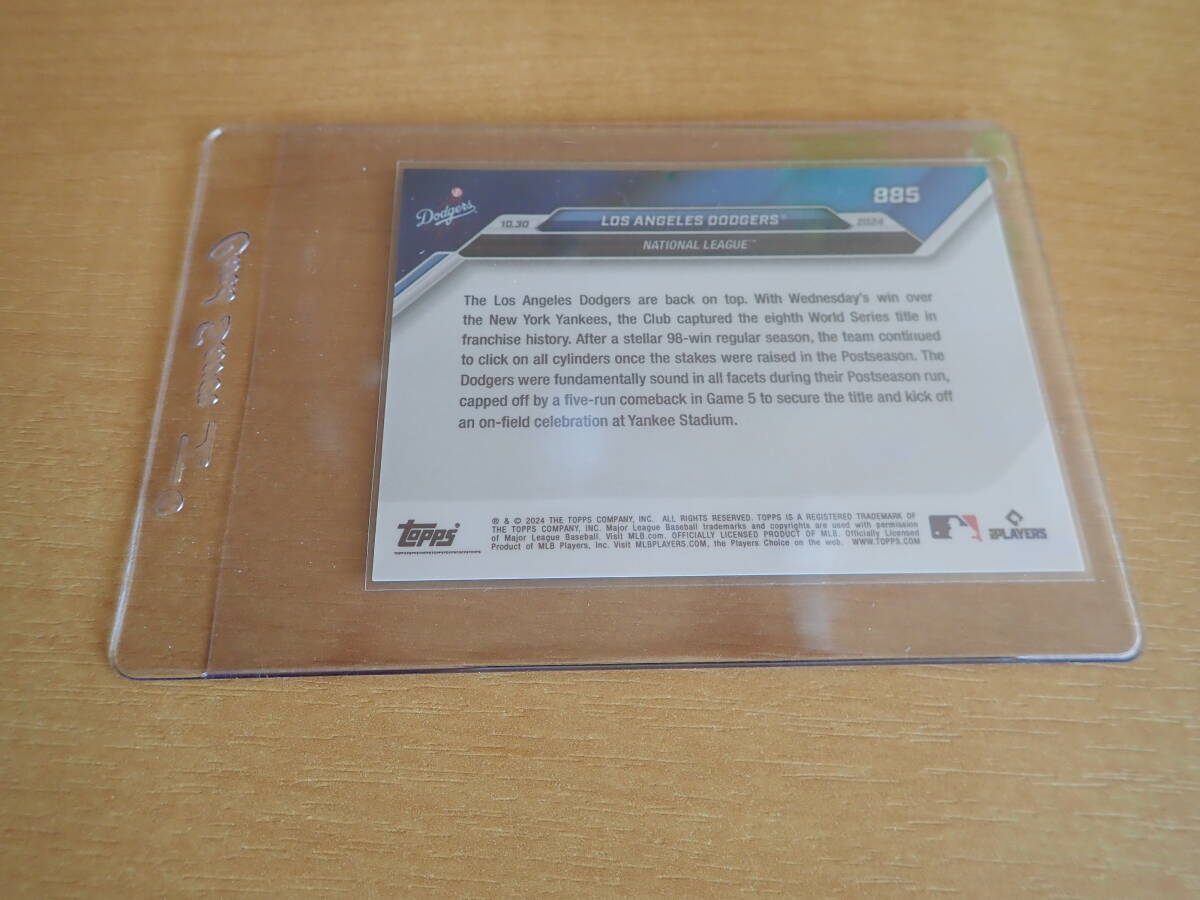 Dodgers
885
10.30
LOS ANGELES DODGERS®
2024
NATIONAL LEAGUE™
The Los Angeles Dodgers are back on top. With Wednesday's win over
the New York Yankees, the Club captured the eighth World Series title in
franchise history. After a stellar 98-win regular season, the team continued
to click on all cylinders once the stakes were raised in the Postseason. The
Dodgers were fundamentally sound in all facets during their Postseason run,
capped off by a five-run comeback in Game 5 to secure the title and kick off
an on-field celebration at Yankee Stadium.
topps®
® & © 2024 THE TOPPS COMPANY, INC. ALL RIGHTS RESERVED. TOPPS IS A REGISTERED TRADEMARK OF
THE TOPPS COMPANY, INC. Major League Baseball trademarks and copyrights are used with permission
of Major League Baseball. Visit MLB.com. OFFICIALLY LICENSED PRODUCT OF MLB. Officially Licensed
Product of MLB Players, Inc. Visit MLBPLAYERS.COM, the Players Choice on the web. WWW.TOPPS.COM
PLAYERS